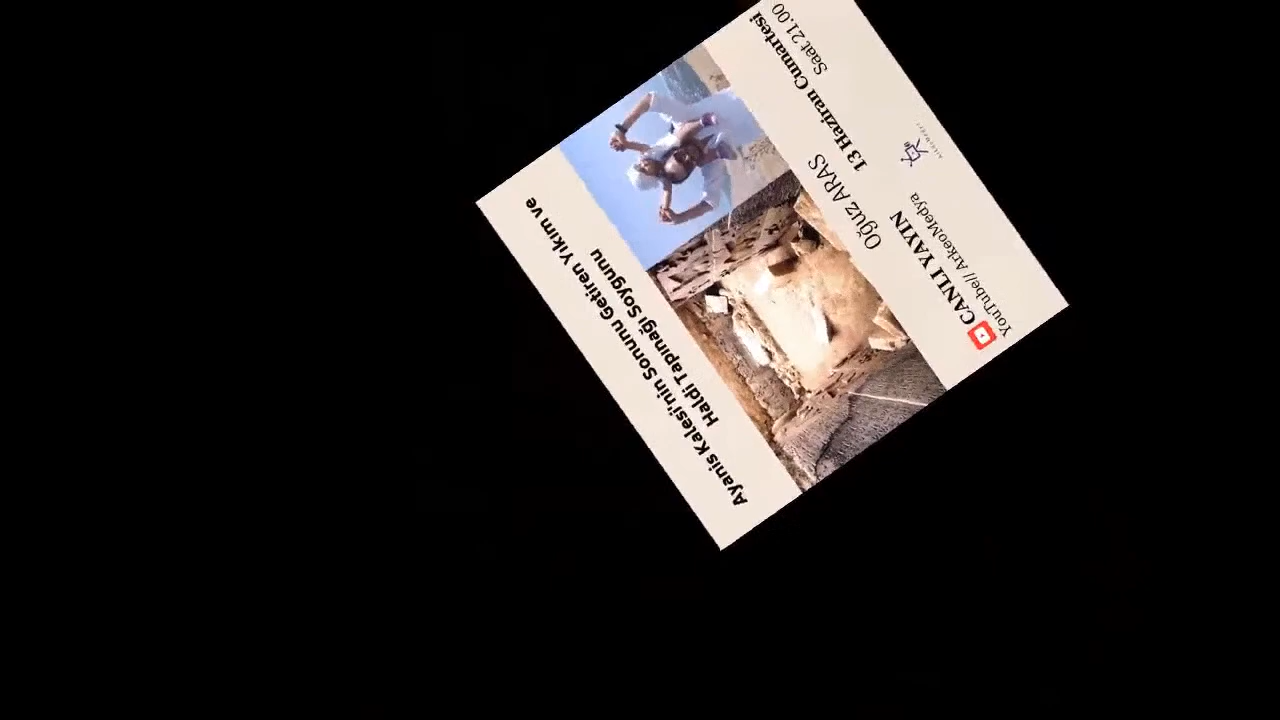 Ayanis Kalesi'nin Sonunu Getiren Yıkım ve
Haldi Tapınağı Soygunu
Oğuz ARAS
13 Haziran Cumartesi
Saat 21.00
CANLI YAYIN
YouTube// ArkeoMedya